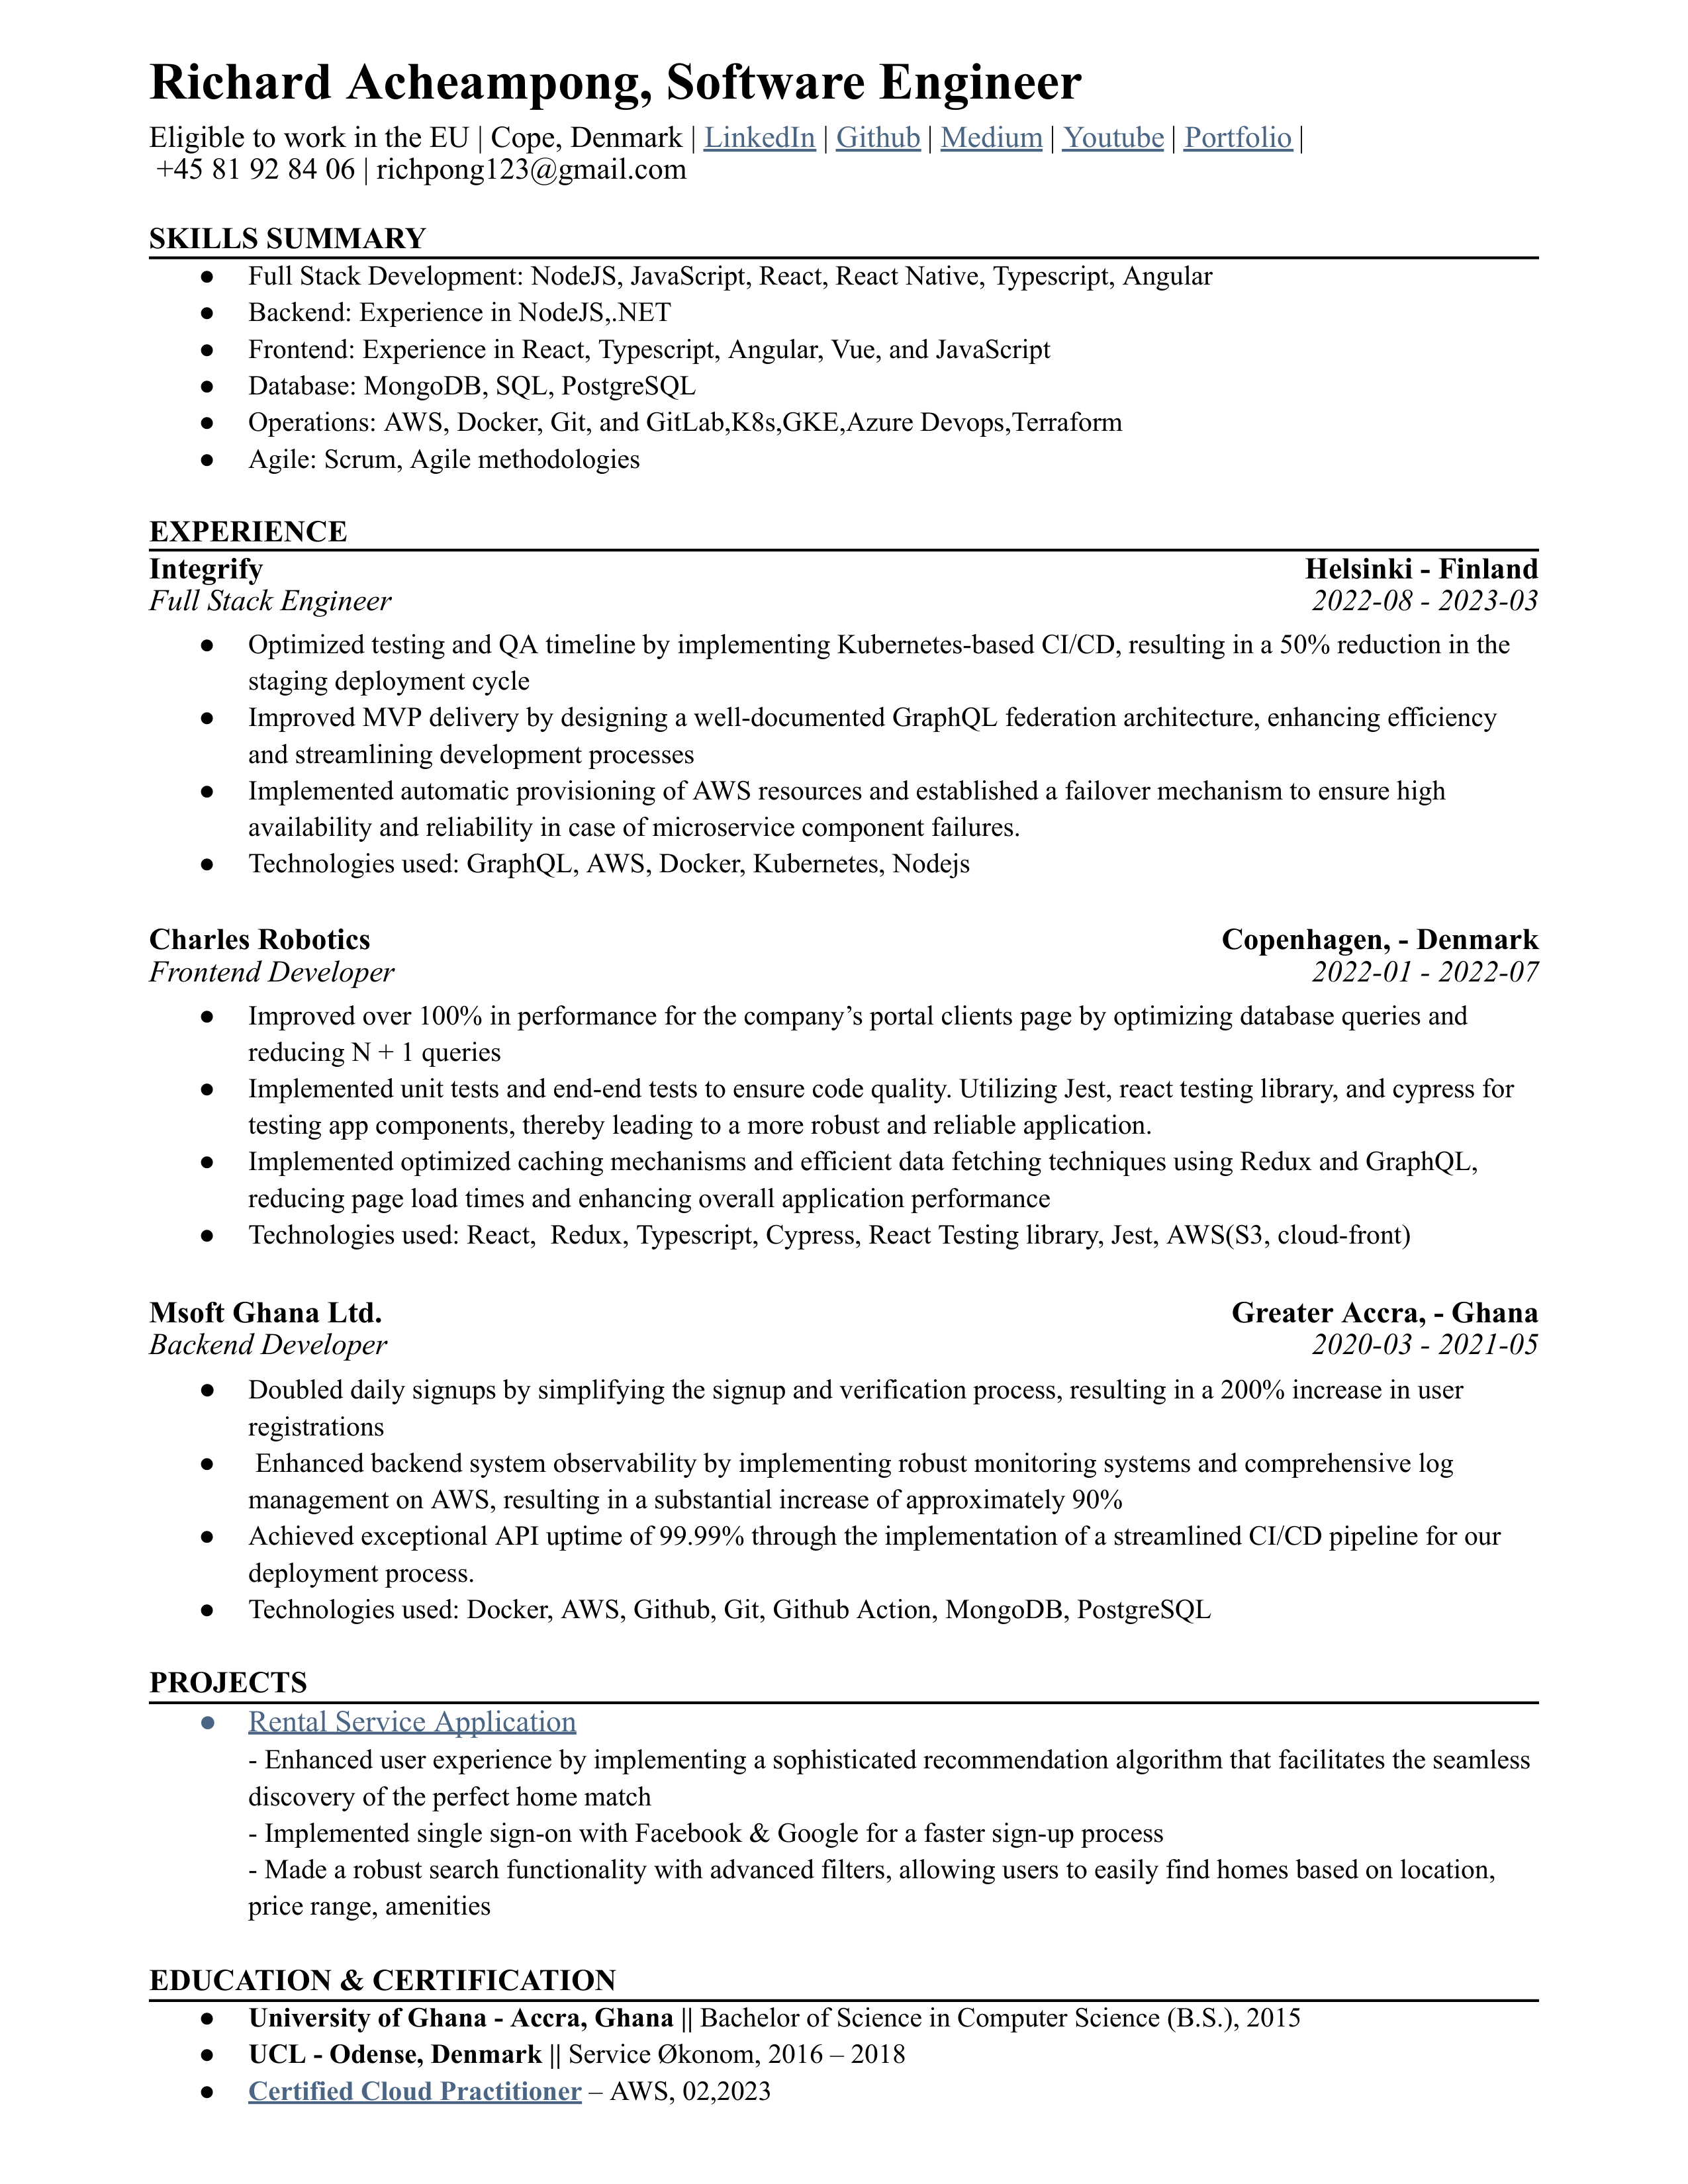 Richard Acheampong, Software Engineer
Eligible to work in the EU | Cope, Denmark | LinkedIn | Github | Medium | Youtube | Portfolio |
+45 81 92 84 06 | richpong123@gmail.com
SKILLS SUMMARY
● Full Stack Development: NodeJS, JavaScript, React, React Native, Typescript, Angular
● Backend: Experience in NodeJS,.NET
● Frontend: Experience in React, Typescript, Angular, Vue, and JavaScript
● Database: MongoDB, SQL, PostgreSQL
● Operations: AWS, Docker, Git, and GitLab,K8s,GKE,Azure Devops,Terraform
● Agile: Scrum, Agile methodologies
EXPERIENCE
Integrify Helsinki - Finland
Full Stack Engineer 2022-08 - 2023-03
● Optimized testing and QA timeline by implementing Kubernetes-based CI/CD, resulting in a 50% reduction in the
staging deployment cycle
● Improved MVP delivery by designing a well-documented GraphQL federation architecture, enhancing efficiency
and streamlining development processes
● Implemented automatic provisioning of AWS resources and established a failover mechanism to ensure high
availability and reliability in case of microservice component failures.
● Technologies used: GraphQL, AWS, Docker, Kubernetes, Nodejs
Charles Robotics Copenhagen, - Denmark
Frontend Developer 2022-01 - 2022-07
● Improved over 100% in performance for the company’s portal clients page by optimizing database queries and
reducing N + 1 queries
● Implemented unit tests and end-end tests to ensure code quality. Utilizing Jest, react testing library, and cypress for
testing app components, thereby leading to a more robust and reliable application.
● Implemented optimized caching mechanisms and efficient data fetching techniques using Redux and GraphQL,
reducing page load times and enhancing overall application performance
● Technologies used: React,  Redux, Typescript, Cypress, React Testing library, Jest, AWS(S3, cloud-front)
Msoft Ghana Ltd. Greater Accra, - Ghana
Backend Developer 2020-03 - 2021-05
● Doubled daily signups by simplifying the signup and verification process, resulting in a 200% increase in user
registrations
● Enhanced backend system observability by implementing robust monitoring systems and comprehensive log
management on AWS, resulting in a substantial increase of approximately 90%
● Achieved exceptional API uptime of 99.99% through the implementation of a streamlined CI/CD pipeline for our
deployment process.
● Technologies used: Docker, AWS, Github, Git, Github Action, MongoDB, PostgreSQL
PROJECTS
● Rental Service Application
- Enhanced user experience by implementing a sophisticated recommendation algorithm that facilitates the seamless
discovery of the perfect home match
- Implemented single sign-on with Facebook & Google for a faster sign-up process
- Made a robust search functionality with advanced filters, allowing users to easily find homes based on location,
price range, amenities
EDUCATION & CERTIFICATION
● University of Ghana - Accra, Ghana || Bachelor of Science in Computer Science (B.S.), 2015
● UCL - Odense, Denmark || Service Økonom, 2016 – 2018
● Certified Cloud Practitioner – AWS, 02,2023